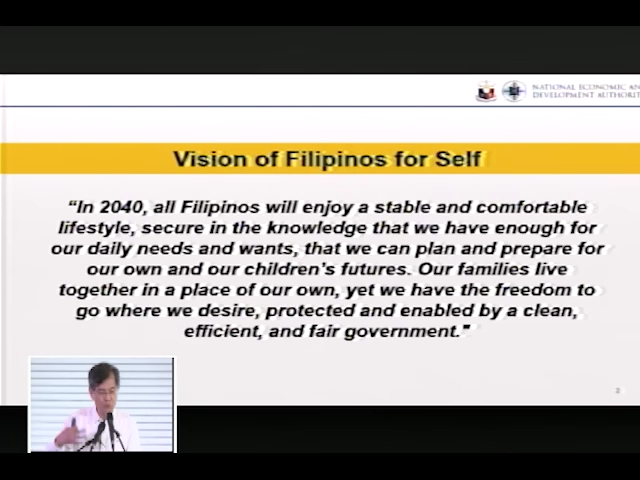 NATIONAL ECONOMIC AN
DEVELOPMENT AUTHORIT
Vision of Filipinos for Self
“In 2040, all Filipinos will enjoy a stable and comfortable
lifestyle, secure in the knowledge that we have enough for
our daily needs and wants, that we can plan and prepare for
our own and our children’s futures. Our families live
together in a place of our own, yet we have the freedom to
go where we desire, protected and enabled by a clean,
efficient, and fair government."
2